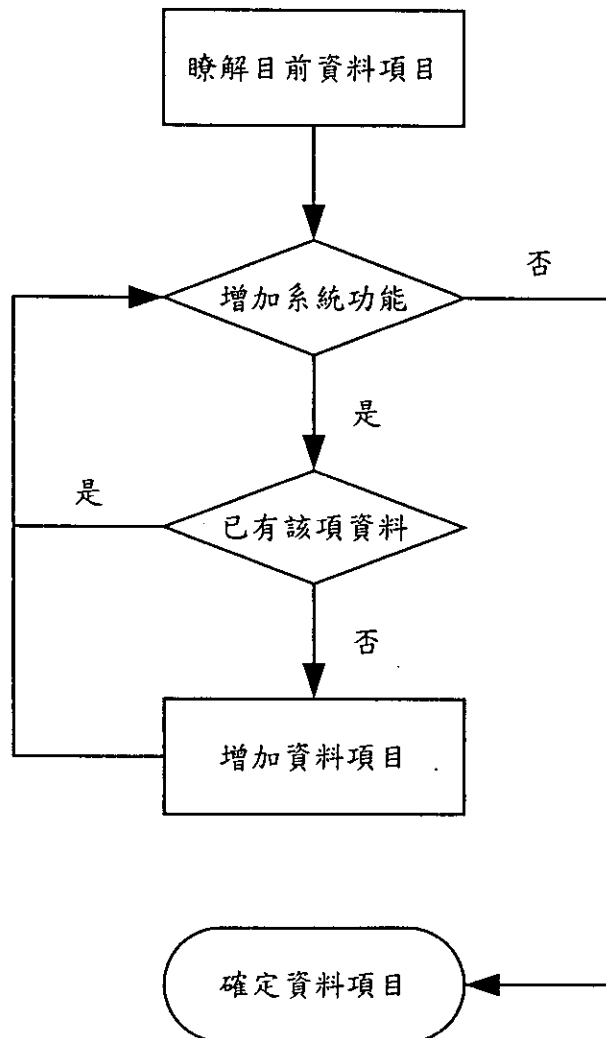 瞭解目前資料項目
否
增加系統功能
是
是
已有該項資料
否
增加資料項目
確定資料項目